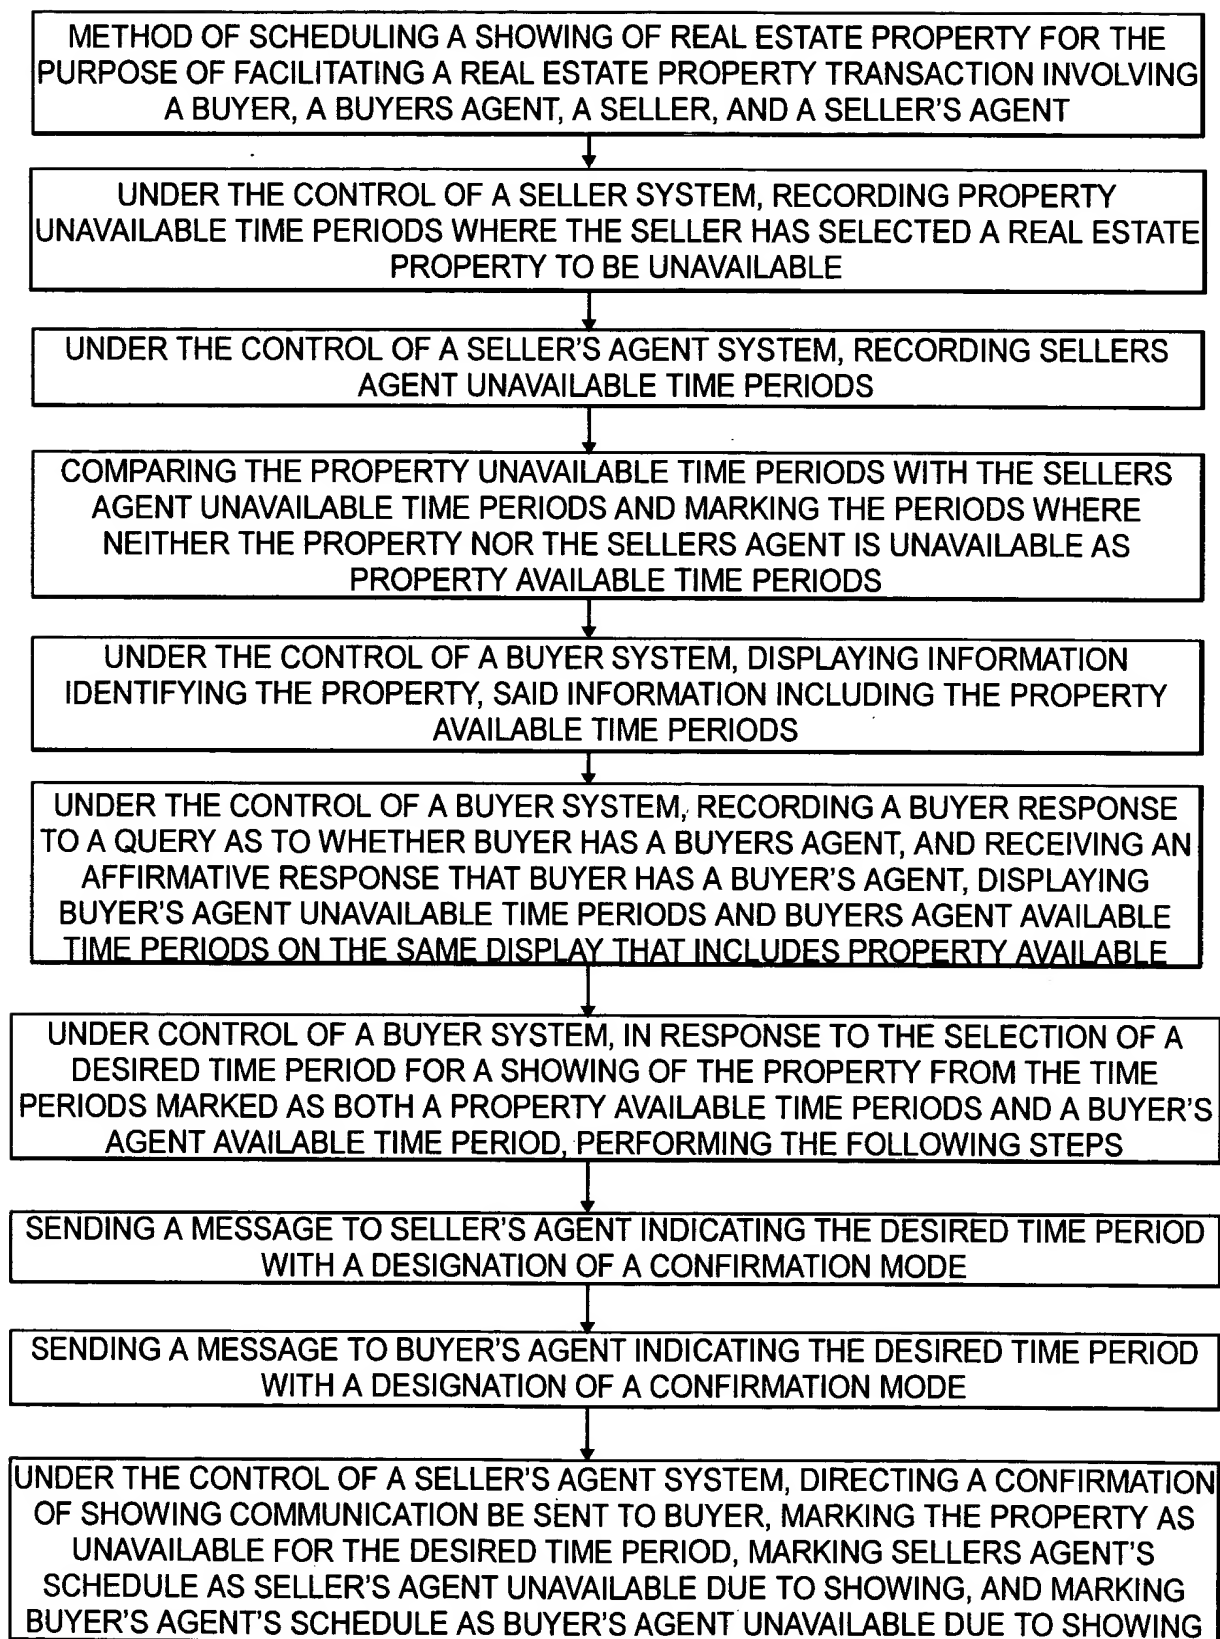 METHOD OF SCHEDULING A SHOWING OF REAL ESTATE PROPERTY FOR THE
PURPOSE OF FACILITATING A REAL ESTATE PROPERTY TRANSACTION INVOLVING
A BUYER, A BUYERS AGENT, A SELLER, AND A SELLER'S AGENT
UNDER THE CONTROL OF A SELLER SYSTEM, RECORDING PROPERTY
UNAVAILABLE TIME PERIODS WHERE THE SELLER HAS SELECTED A REAL ESTATE
PROPERTY TO BE UNAVAILABLE
UNDER THE CONTROL OF A SELLER'S AGENT SYSTEM, RECORDING SELLERS
AGENT UNAVAILABLE TIME PERIODS
COMPARING THE PROPERTY UNAVAILABLE TIME PERIODS WITH THE SELLERS
AGENT UNAVAILABLE TIME PERIODS AND MARKING THE PERIODS WHERE
NEITHER THE PROPERTY NOR THE SELLERS AGENT IS UNAVAILABLE AS
PROPERTY AVAILABLE TIME PERIODS
UNDER THE CONTROL OF A BUYER SYSTEM, DISPLAYING INFORMATION
IDENTIFYING THE PROPERTY, SAID INFORMATION INCLUDING THE PROPERTY
AVAILABLE TIME PERIODS
UNDER THE CONTROL OF A BUYER SYSTEM, RECORDING A BUYER RESPONSE
TO A QUERY AS TO WHETHER BUYER HAS A BUYERS AGENT, AND RECEIVING AN
AFFIRMATIVE RESPONSE THAT BUYER HAS A BUYER'S AGENT, DISPLAYING
BUYER'S AGENT UNAVAILABLE TIME PERIODS AND BUYERS AGENT AVAILABLE
TIME PERIODS ON THE SAME DISPLAY THAT INCLUDES PROPERTY AVAILABLE
UNDER CONTROL OF A BUYER SYSTEM, IN RESPONSE TO THE SELECTION OF A
DESIRED TIME PERIOD FOR A SHOWING OF THE PROPERTY FROM THE TIME
PERIODS MARKED AS BOTH A PROPERTY AVAILABLE TIME PERIODS AND A BUYER'S
AGENT AVAILABLE TIME PERIOD, PERFORMING THE FOLLOWING STEPS
SENDING A MESSAGE TO SELLER'S AGENT INDICATING THE DESIRED TIME PERIOD
WITH A DESIGNATION OF A CONFIRMATION MODE
SENDING A MESSAGE TO BUYER'S AGENT INDICATING THE DESIRED TIME PERIOD
WITH A DESIGNATION OF A CONFIRMATION MODE
UNDER THE CONTROL OF A SELLER'S AGENT SYSTEM, DIRECTING A CONFIRMATION
OF SHOWING COMMUNICATION BE SENT TO BUYER, MARKING THE PROPERTY AS
UNAVAILABLE FOR THE DESIRED TIME PERIOD, MARKING SELLERS AGENT'S
SCHEDULE AS SELLER'S AGENT UNAVAILABLE DUE TO SHOWING, AND MARKING
BUYER'S AGENT'S SCHEDULE AS BUYER'S AGENT UNAVAILABLE DUE TO SHOWING